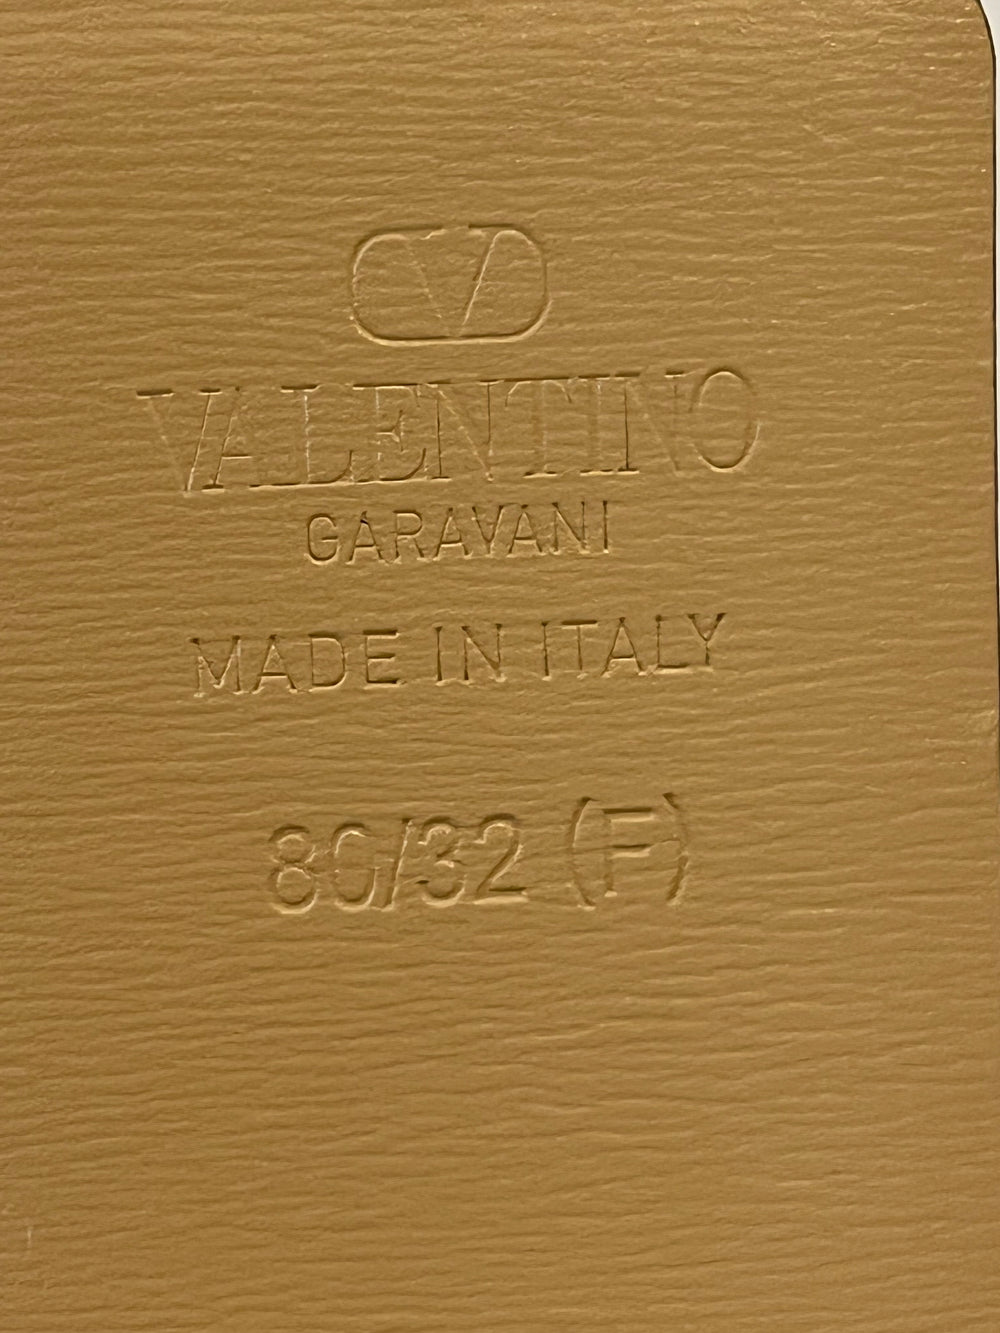 V
VALENTINO
GARAVANI
MADE IN ITALY
80/32 (F)